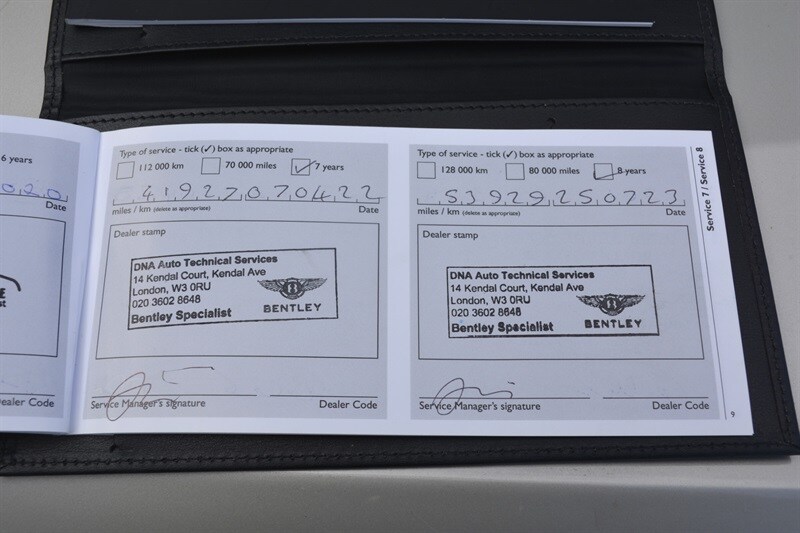 6 years
020
Date
ealer Code
Type of service - tick (✓) box as appropriate
112 000 km 70 000 miles ✓ 7 years
41927 070422
miles / km (delete as appropriate) Date
Dealer stamp
DNA Auto Technical Services
14 Kendal Court, Kendal Ave
London, W3 0RU
020 3602 8648
Bentley Specialist
BENTLEY
Service Manager's signature Dealer Code
Type of service - tick (✓) box as appropriate
128 000 km 80 000 miles ✓ 8 years
53929 250723
miles / km (delete as appropriate) Date
Dealer stamp
DNA Auto Technical Services
14 Kendal Court, Kendal Ave
London, W3 0RU
020 3602 8648
Bentley Specialist
BENTLEY
Service Manager's signature Dealer Code
Service 7 / Service 8
9